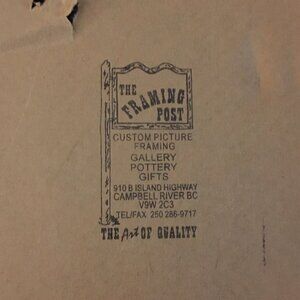 THE
FRAMING
POST
CUSTOM PICTURE
FRAMING
GALLERY
POTTERY
GIFTS
910 B ISLAND HIGHWAY
CAMPBELL RIVER BC
V9W 2C3
TEL/FAX 250 286-9717
THE Art OF QUALITY